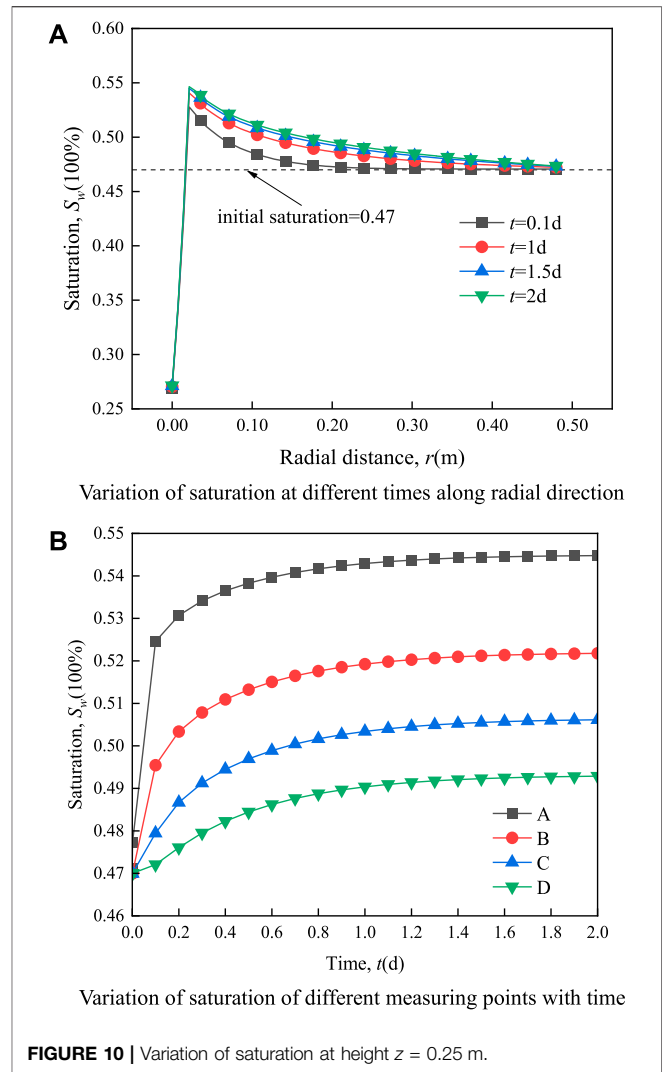 A
0.60
0.55
0.50
0.45
0.40
0.35
0.30
0.25
Saturation, Sw(100%)
initial saturation=0.47
t=0.1d
t=1d
t=1.5d
t=2d
0.00 0.10 0.20 0.30 0.40 0.50
Radial distance, r(m)
Variation of saturation at different times along radial direction
B
0.55
0.54
0.53
0.52
0.51
0.50
0.49
0.48
0.47
0.46
Saturation, Sw(100%)
A
B
C
D
0.0 0.2 0.4 0.6 0.8 1.0 1.2 1.4 1.6 1.8 2.0
Time, t(d)
Variation of saturation of different measuring points with time
FIGURE 10 | Variation of saturation at height z = 0.25 m.